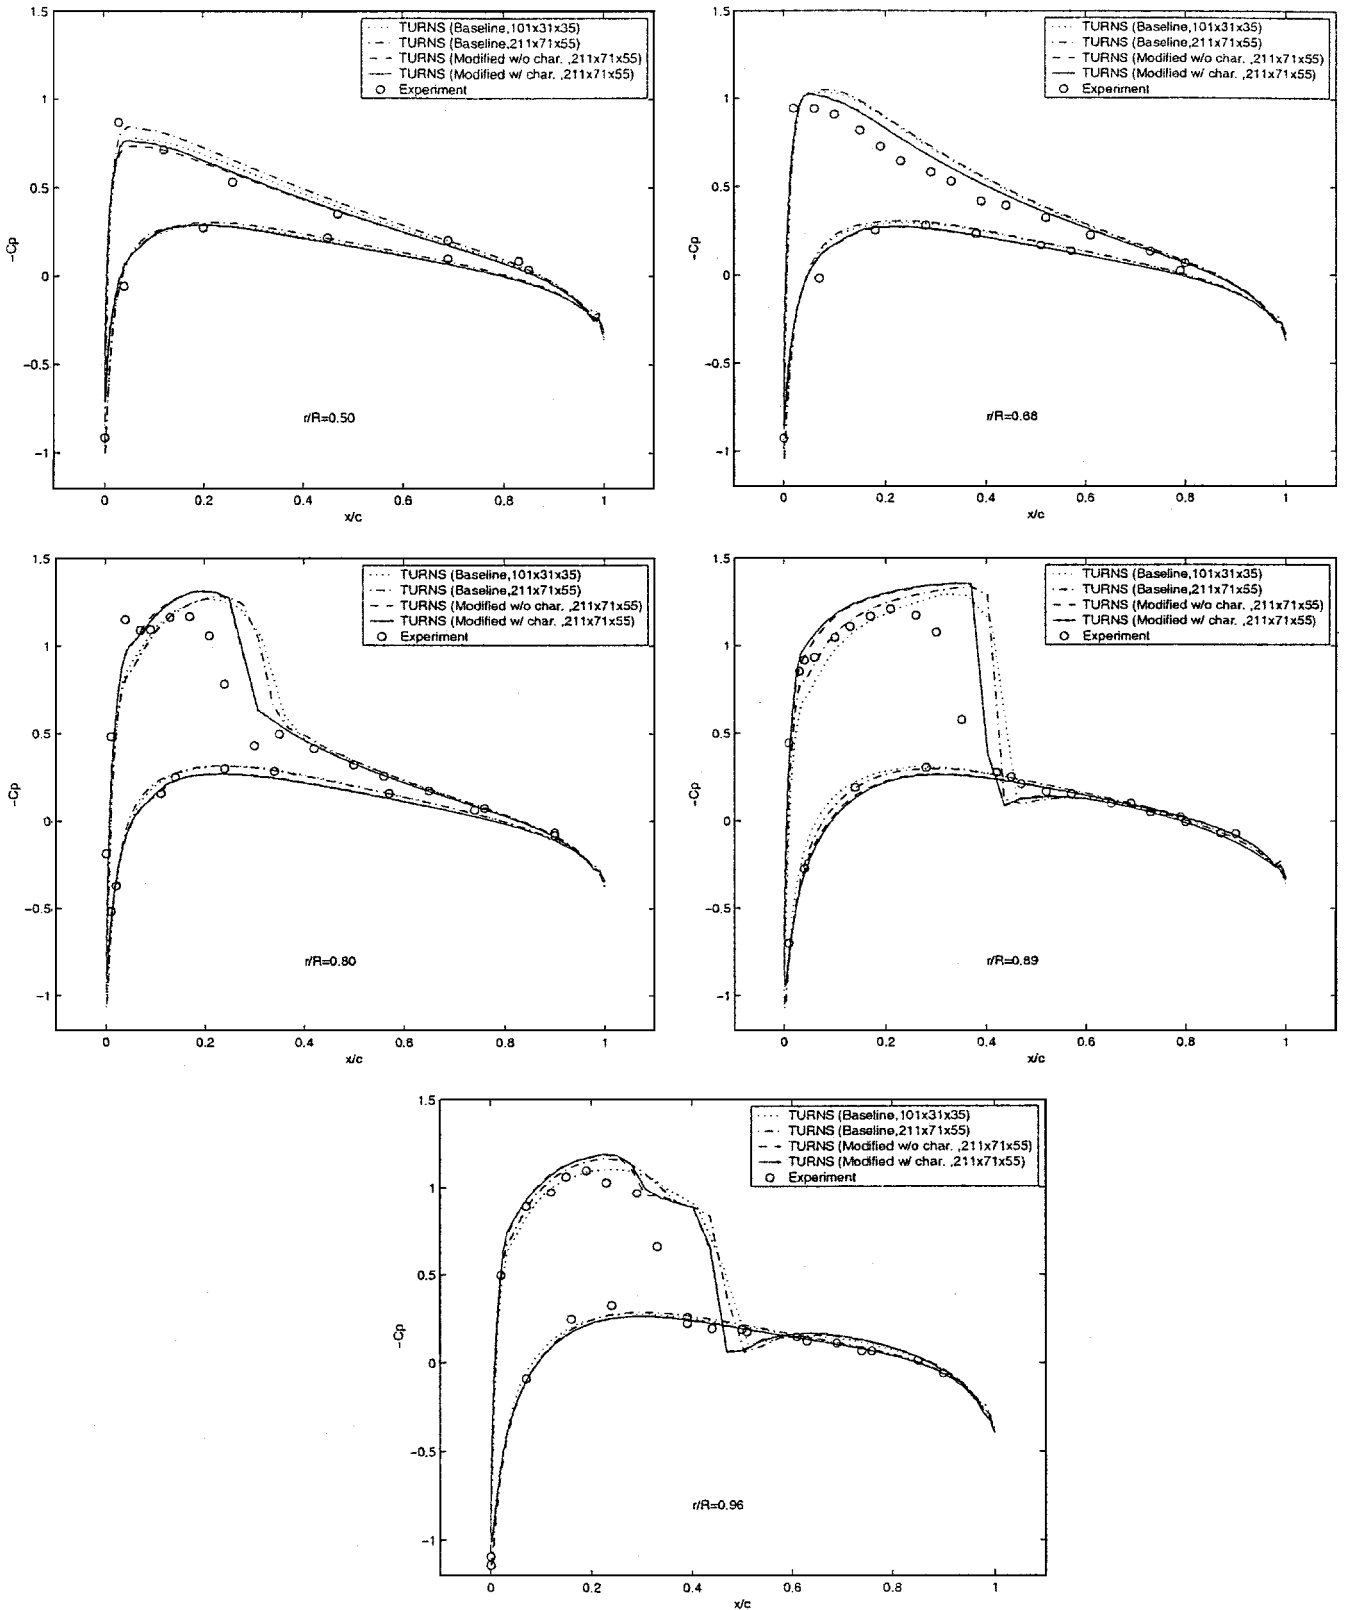 TURNS (Baseline,101x31x35)
TURNS (Baseline,211x71x55)
TURNS (Modified w/o char. ,211x71x55)
TURNS (Modified w/ char. ,211x71x55)
Experiment
1
0.5
0
−0.5
−1
−Cp
r/R=0.50
0 0.2 0.4 0.6 0.8 1
x/c
1.5
TURNS (Baseline,101x31x35)
TURNS (Baseline,211x71x55)
TURNS (Modified w/o char. ,211x71x55)
TURNS (Modified w/ char. ,211x71x55)
Experiment
1
0.5
0
−0.5
−1
−Cp
r/R=0.68
0 0.2 0.4 0.6 0.8 1
x/c
1.5
TURNS (Baseline,101x31x35)
TURNS (Baseline,211x71x55)
TURNS (Modified w/o char. ,211x71x55)
TURNS (Modified w/ char. ,211x71x55)
Experiment
1
0.5
0
−0.5
−1
−Cp
r/R=0.80
0 0.2 0.4 0.6 0.8 1
x/c
1.5
TURNS (Baseline,101x31x35)
TURNS (Baseline,211x71x55)
TURNS (Modified w/o char. ,211x71x55)
TURNS (Modified w/ char. ,211x71x55)
Experiment
1
0.5
0
−0.5
−1
−Cp
r/R=0.89
0 0.2 0.4 0.6 0.8 1
x/c
1.5
TURNS (Baseline,101x31x35)
TURNS (Baseline,211x71x55)
TURNS (Modified w/o char. ,211x71x55)
TURNS (Modified w/ char. ,211x71x55)
Experiment
1
0.5
0
−0.5
−1
−Cp
r/R=0.96
0 0.2 0.4 0.6 0.8 1
x/c